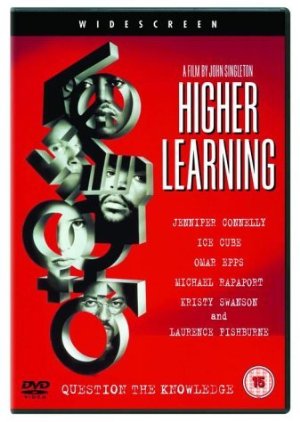 WIDESCREEN
A FILM BY JOHN SINGLETON
HIGHER
LEARNING
JENNIFER CONNELLY
ICE CUBE
OMAR EPPS
MICHAEL RAPAPORT
KRISTY SWANSON
and
LAURENCE FISHBURNE
DVD
VIDEO
QUESTION THE KNOWLEDGE
15